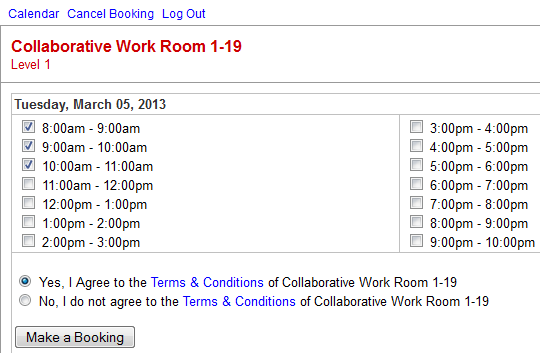 Calendar Cancel Booking Log Out
Collaborative Work Room 1-19
Level 1
Tuesday, March 05, 2013
8:00am - 9:00am
9:00am - 10:00am
10:00am - 11:00am
11:00am - 12:00pm
12:00pm - 1:00pm
1:00pm - 2:00pm
2:00pm - 3:00pm
3:00pm - 4:00pm
4:00pm - 5:00pm
5:00pm - 6:00pm
6:00pm - 7:00pm
7:00pm - 8:00pm
8:00pm - 9:00pm
9:00pm - 10:00pm
Yes, I Agree to the Terms & Conditions of Collaborative Work Room 1-19
No, I do not agree to the Terms & Conditions of Collaborative Work Room 1-19
Make a Booking